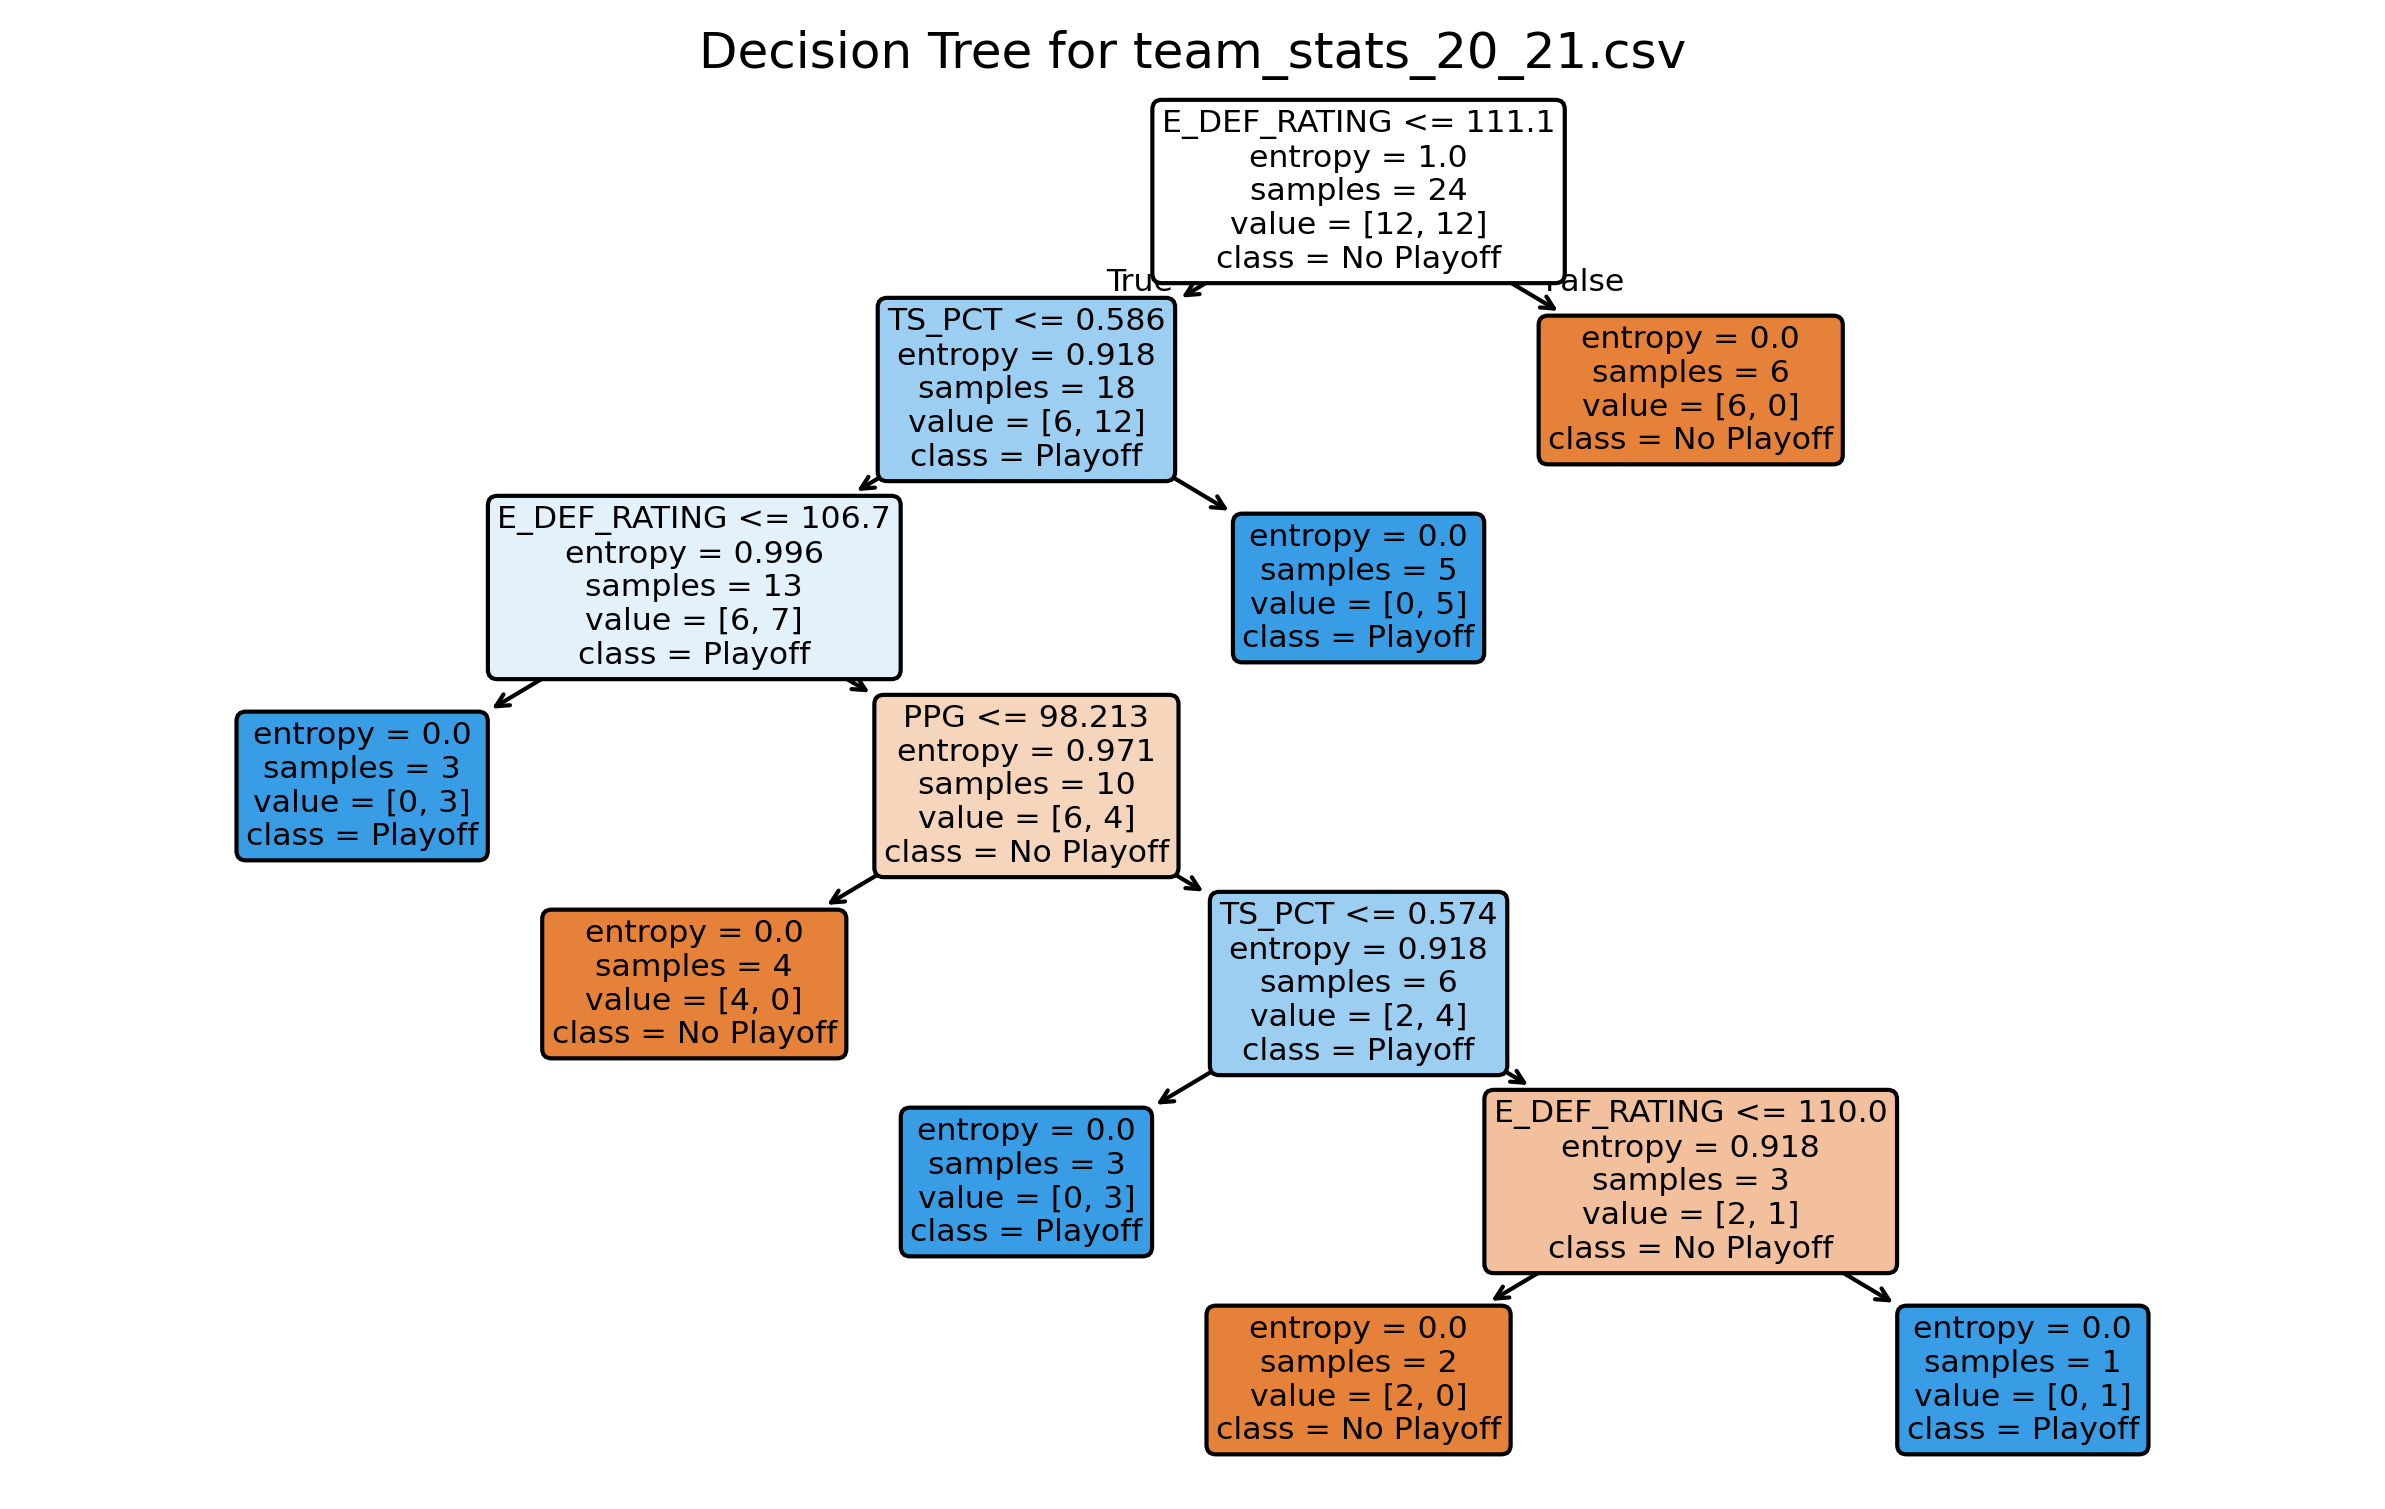 Decision Tree for team_stats_20_21.csv
E_DEF_RATING <= 111.1
entropy = 1.0
samples = 24
value = [12, 12]
class = No Playoff
True
False
TS_PCT <= 0.586
entropy = 0.918
samples = 18
value = [6, 12]
class = Playoff
entropy = 0.0
samples = 6
value = [6, 0]
class = No Playoff
E_DEF_RATING <= 106.7
entropy = 0.996
samples = 13
value = [6, 7]
class = Playoff
entropy = 0.0
samples = 5
value = [0, 5]
class = Playoff
entropy = 0.0
samples = 3
value = [0, 3]
class = Playoff
PPG <= 98.213
entropy = 0.971
samples = 10
value = [6, 4]
class = No Playoff
entropy = 0.0
samples = 4
value = [4, 0]
class = No Playoff
TS_PCT <= 0.574
entropy = 0.918
samples = 6
value = [2, 4]
class = Playoff
entropy = 0.0
samples = 3
value = [0, 3]
class = Playoff
E_DEF_RATING <= 110.0
entropy = 0.918
samples = 3
value = [2, 1]
class = No Playoff
entropy = 0.0
samples = 2
value = [2, 0]
class = No Playoff
entropy = 0.0
samples = 1
value = [0, 1]
class = Playoff